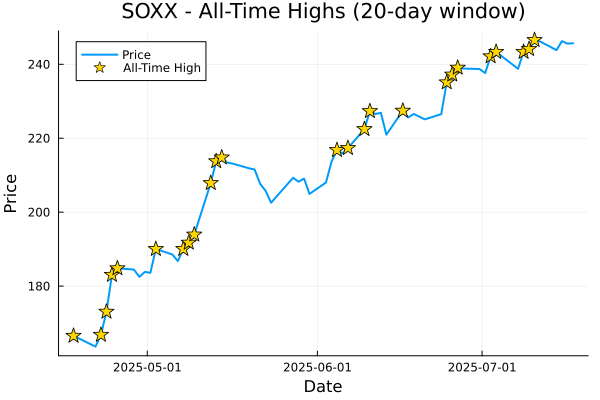 SOXX - All-Time Highs (20-day window)
Price
All-Time High
240
220
200
180
Price
2025-05-01
2025-06-01
2025-07-01
Date